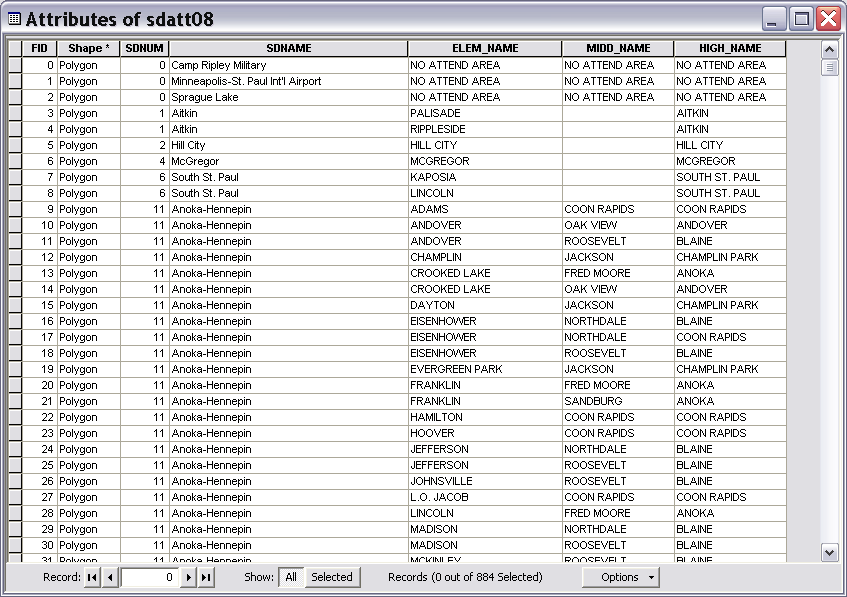 Attributes of sdatt08
FID Shape * SDNUM SDNAME ELEM_NAME MIDD_NAME HIGH_NAME
0 Polygon 0 Camp Ripley Military NO ATTEND AREA NO ATTEND AREA NO ATTEND AREA
1 Polygon 0 Minneapolis-St. Paul Int'l Airport NO ATTEND AREA NO ATTEND AREA NO ATTEND AREA
2 Polygon 0 Sprague Lake NO ATTEND AREA NO ATTEND AREA NO ATTEND AREA
3 Polygon 1 Aitkin PALISADE AITKIN
4 Polygon 1 Aitkin RIPPLESIDE AITKIN
5 Polygon 2 Hill City HILL CITY HILL CITY
6 Polygon 4 McGregor MCGREGOR MCGREGOR
7 Polygon 6 South St. Paul KAPOSIA SOUTH ST. PAUL
8 Polygon 6 South St. Paul LINCOLN SOUTH ST. PAUL
9 Polygon 11 Anoka-Hennepin ADAMS COON RAPIDS COON RAPIDS
10 Polygon 11 Anoka-Hennepin ANDOVER OAK VIEW ANDOVER
11 Polygon 11 Anoka-Hennepin ANDOVER ROOSEVELT BLAINE
12 Polygon 11 Anoka-Hennepin CHAMPLIN JACKSON CHAMPLIN PARK
13 Polygon 11 Anoka-Hennepin CROOKED LAKE FRED MOORE ANOKA
14 Polygon 11 Anoka-Hennepin CROOKED LAKE OAK VIEW ANDOVER
15 Polygon 11 Anoka-Hennepin DAYTON JACKSON CHAMPLIN PARK
16 Polygon 11 Anoka-Hennepin EISENHOWER NORTHDALE BLAINE
17 Polygon 11 Anoka-Hennepin EISENHOWER NORTHDALE COON RAPIDS
18 Polygon 11 Anoka-Hennepin EISENHOWER ROOSEVELT BLAINE
19 Polygon 11 Anoka-Hennepin EVERGREEN PARK JACKSON CHAMPLIN PARK
20 Polygon 11 Anoka-Hennepin FRANKLIN FRED MOORE ANOKA
21 Polygon 11 Anoka-Hennepin FRANKLIN SANDBURG ANOKA
22 Polygon 11 Anoka-Hennepin HAMILTON COON RAPIDS COON RAPIDS
23 Polygon 11 Anoka-Hennepin HOOVER COON RAPIDS COON RAPIDS
24 Polygon 11 Anoka-Hennepin JEFFERSON NORTHDALE BLAINE
25 Polygon 11 Anoka-Hennepin JEFFERSON ROOSEVELT BLAINE
26 Polygon 11 Anoka-Hennepin JOHNSVILLE ROOSEVELT BLAINE
27 Polygon 11 Anoka-Hennepin L.O. JACOB COON RAPIDS COON RAPIDS
28 Polygon 11 Anoka-Hennepin LINCOLN FRED MOORE ANOKA
29 Polygon 11 Anoka-Hennepin MADISON NORTHDALE BLAINE
30 Polygon 11 Anoka-Hennepin MADISON ROOSEVELT BLAINE
31 Polygon 11 Anoka-Hennepin MCKINLEY ROOSEVELT BLAINE
Record: 0 Show: All Selected Records (0 out of 884 Selected) Options